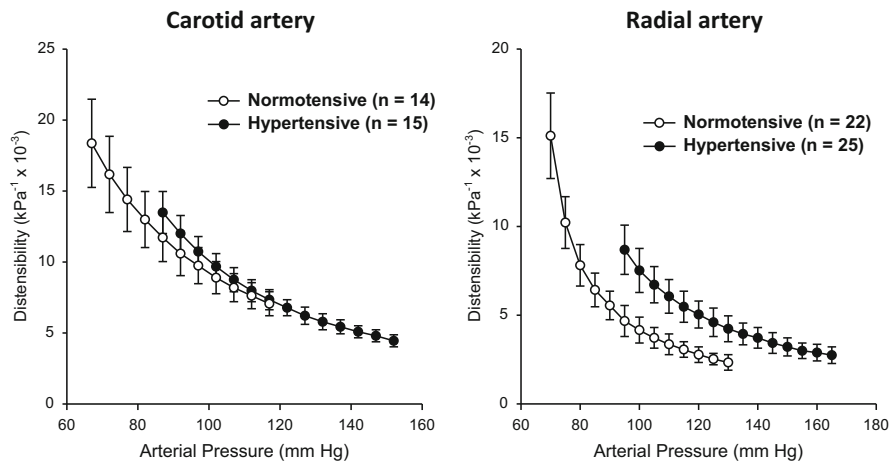 Carotid artery
25
20
15
10
5
0
60 80 100 120 140 160
Arterial Pressure (mm Hg)
Distensibility (kPa⁻¹ x 10⁻³)
Normotensive (n = 14)
Hypertensive (n = 15)
Radial artery
20
15
10
5
0
60 80 100 120 140 160 180
Arterial Pressure (mm Hg)
Distensibility (kPa⁻¹ x 10⁻³)
Normotensive (n = 22)
Hypertensive (n = 25)